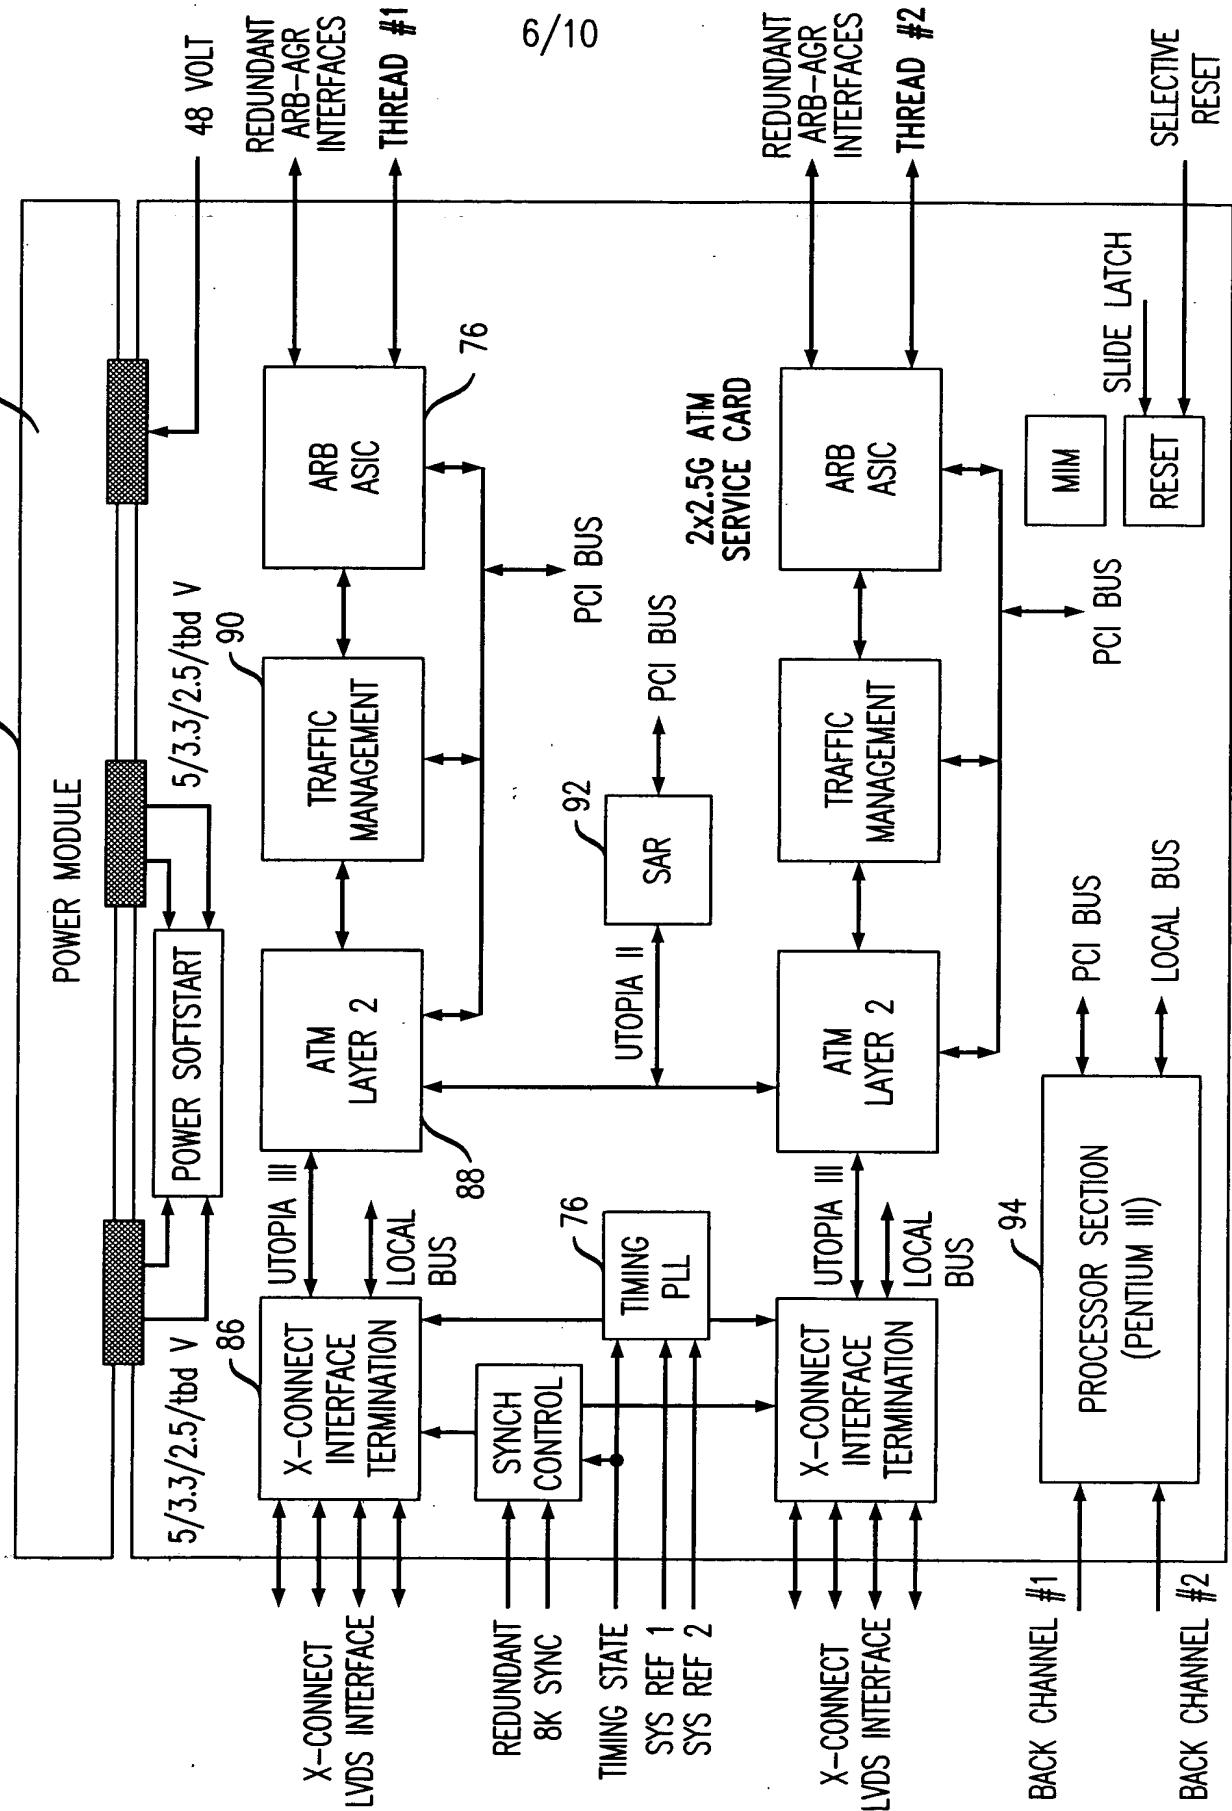 6/10
POWER MODULE
5/3.3/2.5/tbd V
POWER SOFTSTART
5/3.3/2.5/tbd V
48 VOLT
X-CONNECT
LVDS INTERFACE
86
X-CONNECT
INTERFACE
TERMINATION
UTOPIA III
LOCAL
BUS
ATM
LAYER 2
88
90
TRAFFIC
MANAGEMENT
ARB
ASIC
76
REDUNDANT
ARB-AGR
INTERFACES
THREAD #1
PCI BUS
REDUNDANT
8K SYNC
SYNCH
CONTROL
TIMING STATE
SYS REF 1
SYS REF 2
76
TIMING
PLL
UTOPIA II
92
SAR
PCI BUS
2x2.5G ATM
SERVICE CARD
X-CONNECT
LVDS INTERFACE
X-CONNECT
INTERFACE
TERMINATION
UTOPIA III
LOCAL
BUS
ATM
LAYER 2
TRAFFIC
MANAGEMENT
ARB
ASIC
REDUNDANT
ARB-AGR
INTERFACES
THREAD #2
PCI BUS
BACK CHANNEL #1
BACK CHANNEL #2
94
PROCESSOR SECTION
(PENTIUM III)
PCI BUS
LOCAL BUS
MIM
RESET
SLIDE LATCH
SELECTIVE
RESET